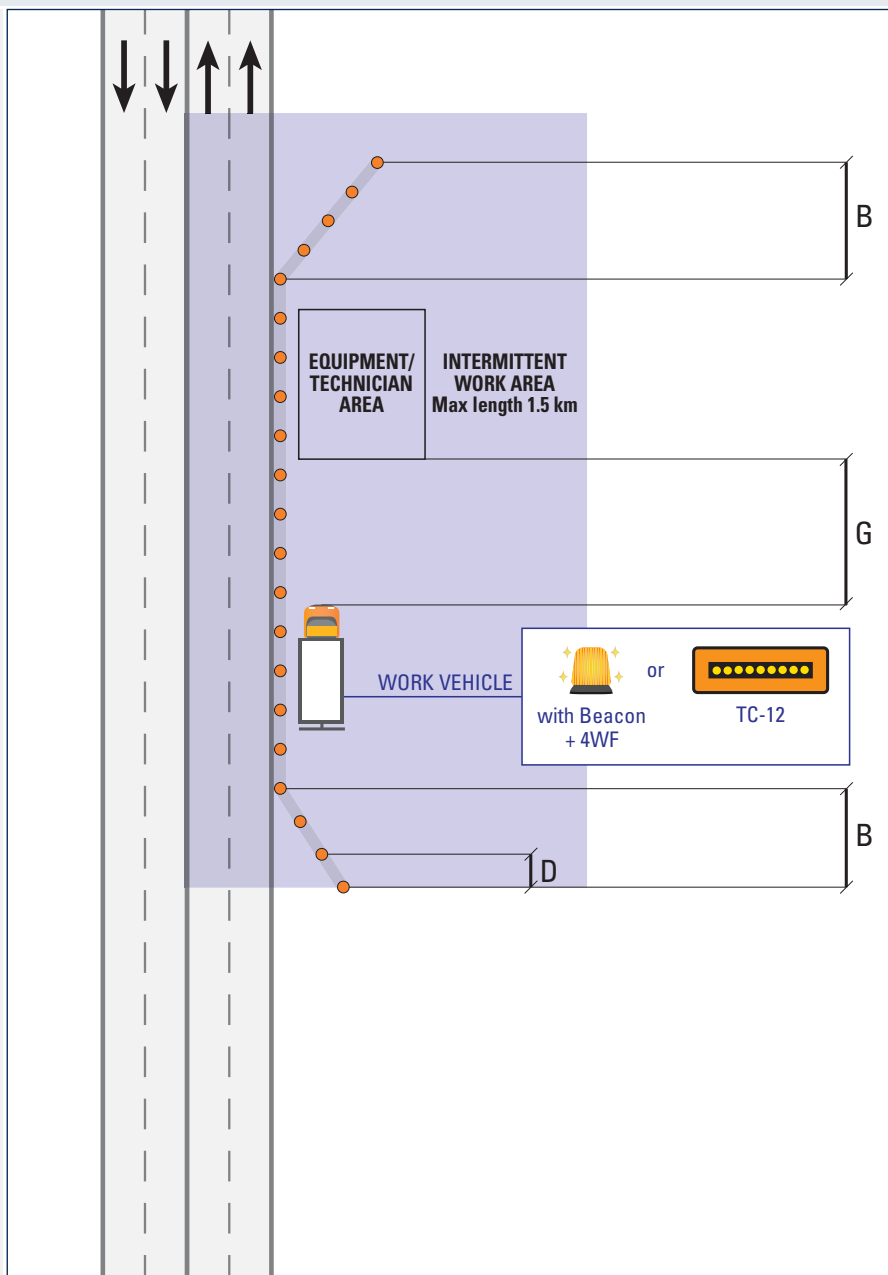 B
EQUIPMENT/
TECHNICIAN
AREA
INTERMITTENT
WORK AREA
Max length 1.5 km
G
WORK VEHICLE
with Beacon
+ 4WF
or
TC-12
B
D